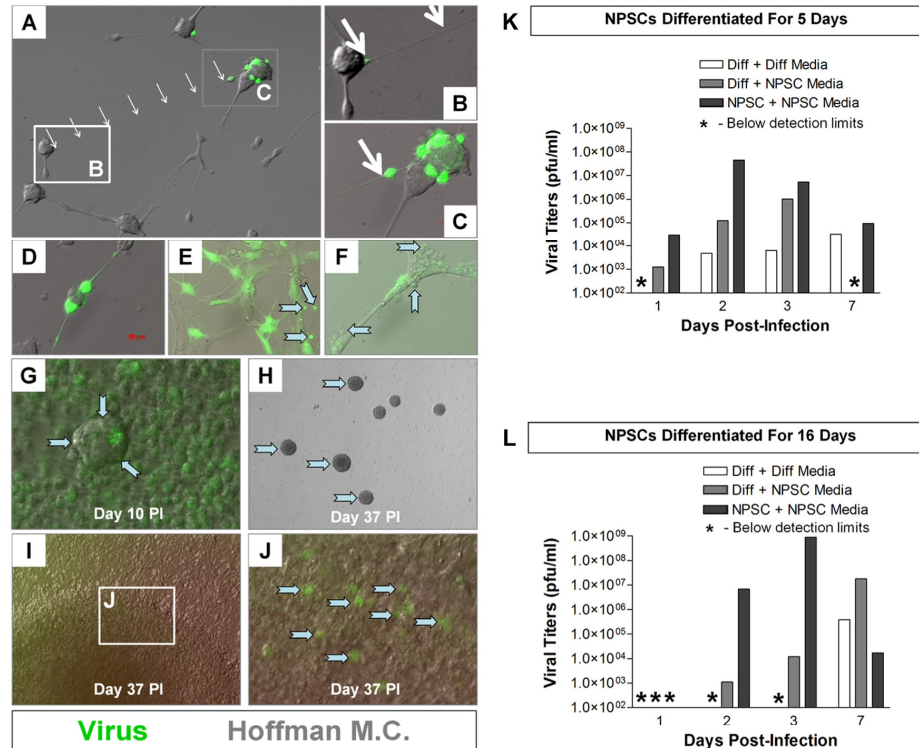 A
B
C
B
C
D
20 µm
E
F
G
Day 10 PI
H
Day 37 PI
I
J
Day 37 PI
J
Day 37 PI
Virus Hoffman M.C.
K
NPSCs Differentiated For 5 Days
Diff + Diff Media
Diff + NPSC Media
NPSC + NPSC Media
* - Below detection limits
Viral Titers (pfu/ml)
1.0×10⁰⁹
1.0×10⁰⁸
1.0×10⁰⁷
1.0×10⁰⁶
1.0×10⁰⁵
1.0×10⁰⁴
1.0×10⁰³
1.0×10⁰²
* *
1 2 3 7
Days Post-Infection
L
NPSCs Differentiated For 16 Days
Diff + Diff Media
Diff + NPSC Media
NPSC + NPSC Media
* - Below detection limits
Viral Titers (pfu/ml)
1.0×10⁰⁹
1.0×10⁰⁸
1.0×10⁰⁷
1.0×10⁰⁶
1.0×10⁰⁵
1.0×10⁰⁴
1.0×10⁰³
1.0×10⁰²
*** * *
1 2 3 7
Days Post-Infection